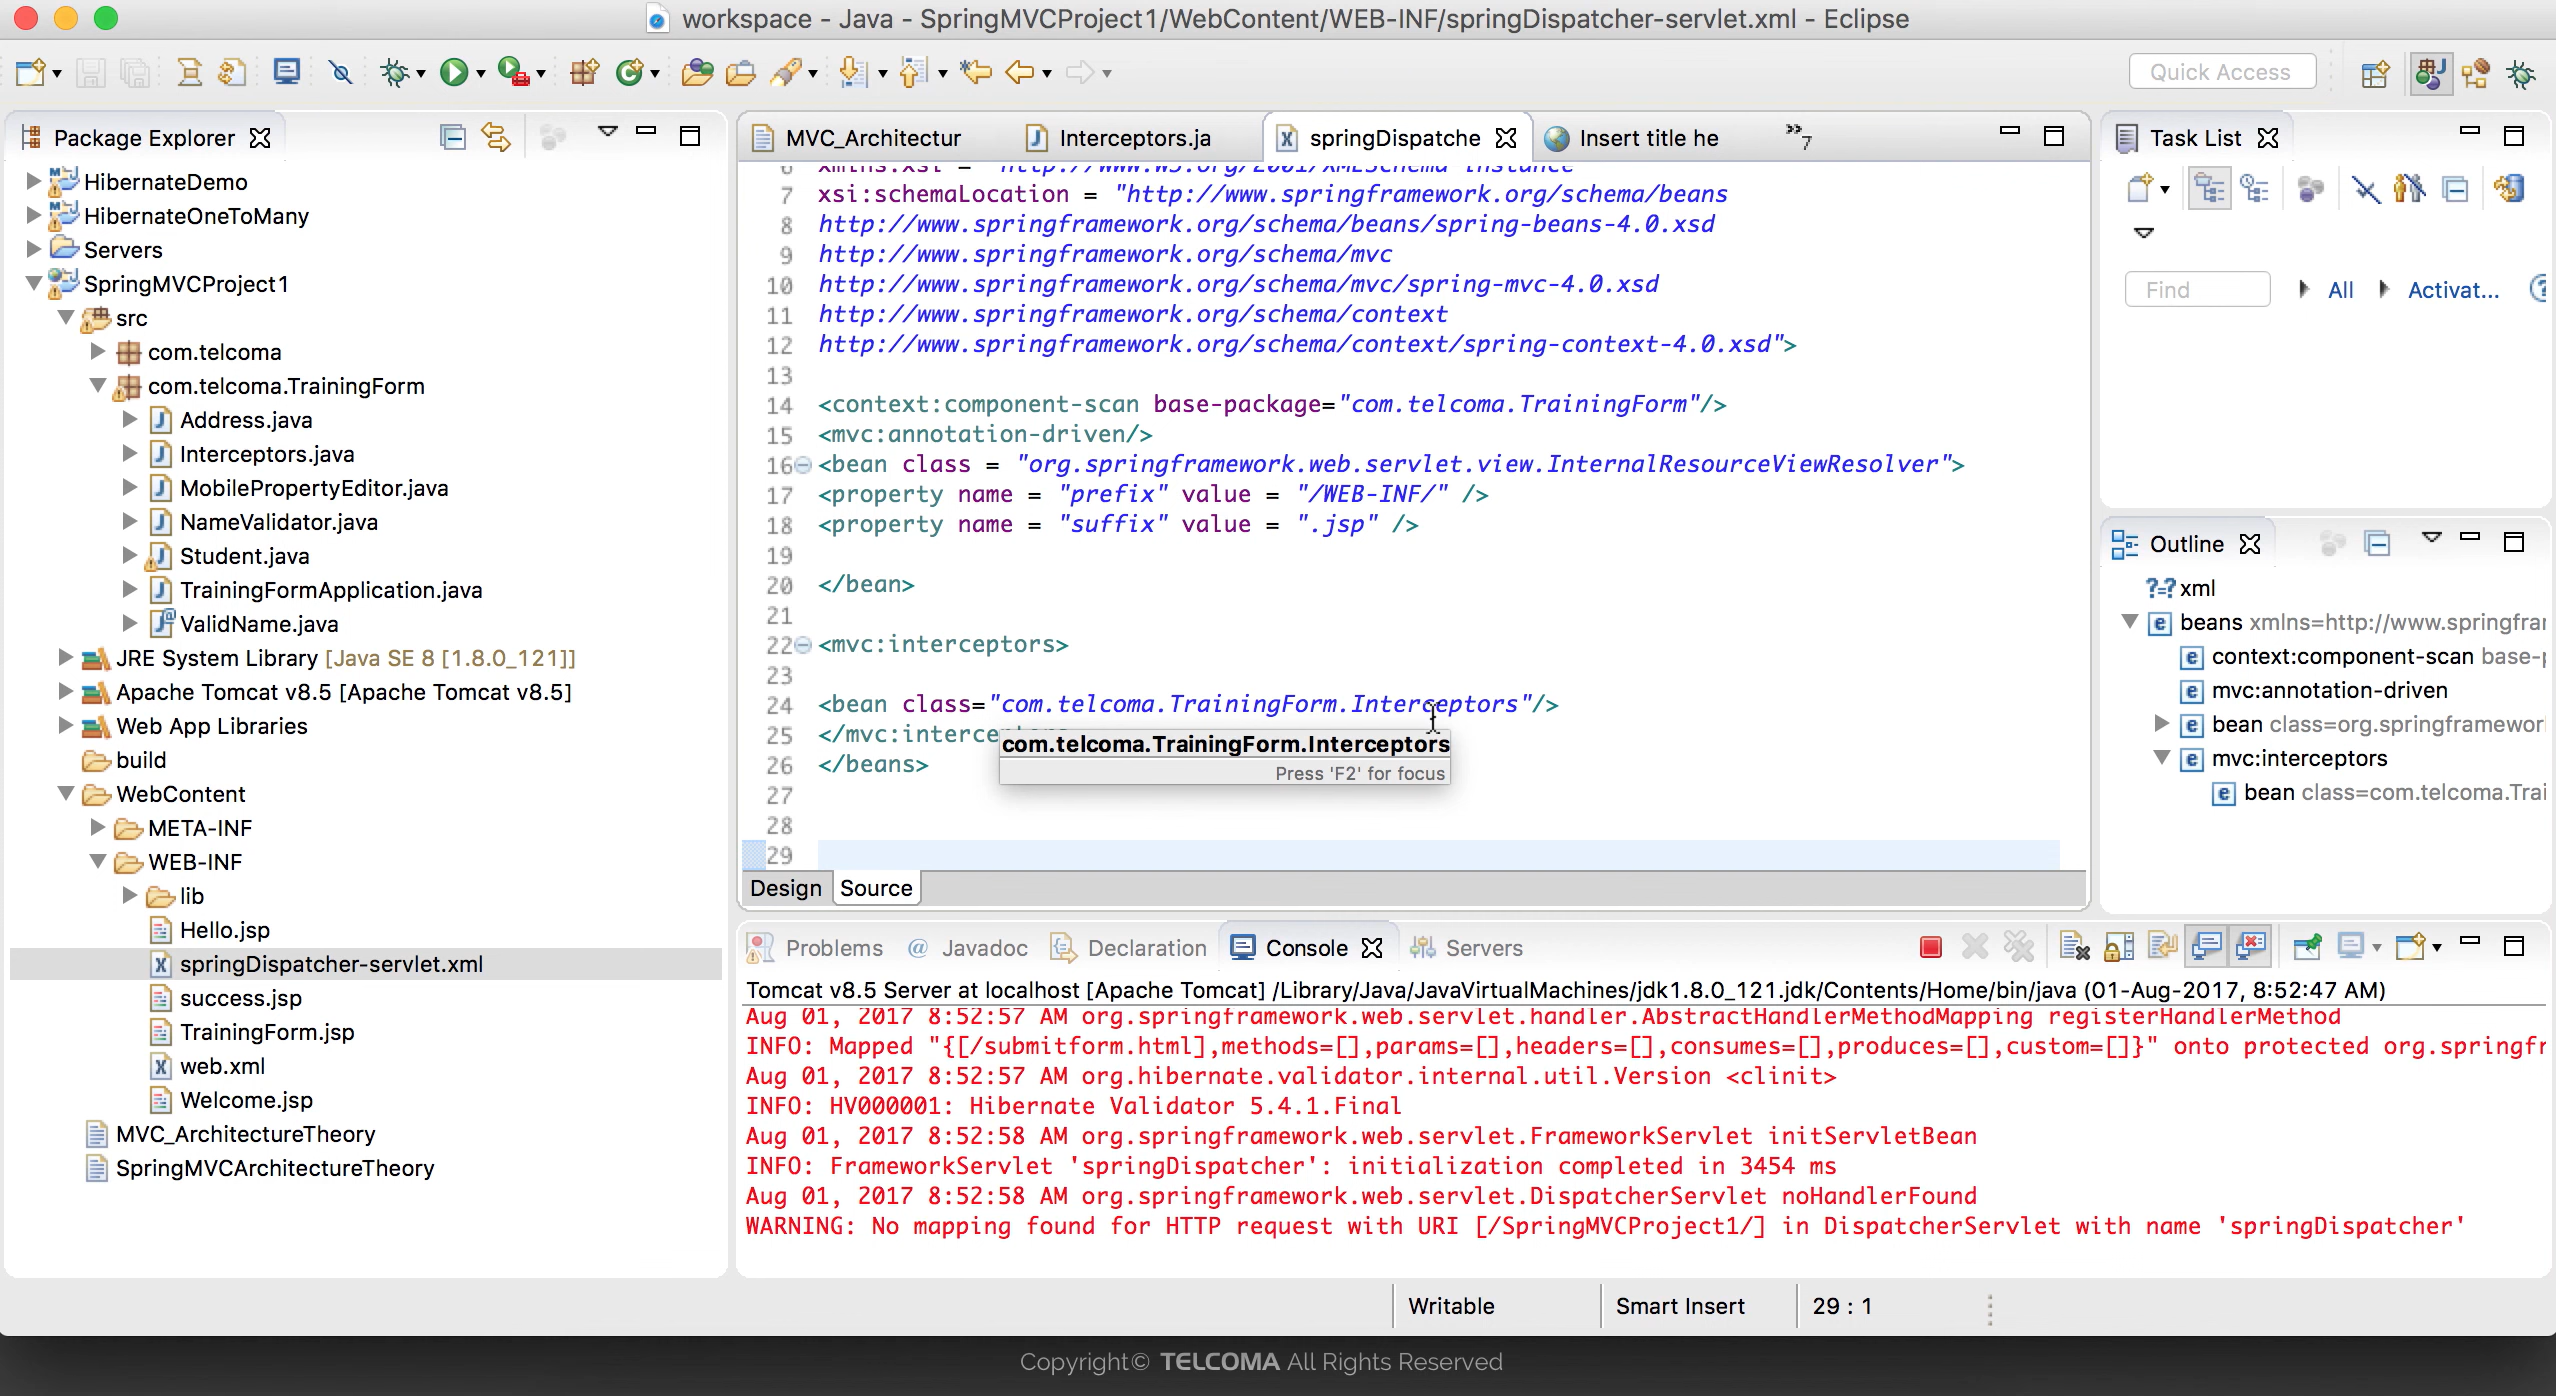 workspace - Java - SpringMVCProject1/WebContent/WEB-INF/springDispatcher-servlet.xml - Eclipse
Quick Access
Package Explorer
HibernateDemo
HibernateOneToMany
Servers
SpringMVCProject1
src
com.telcoma
com.telcoma.TrainingForm
Address.java
Interceptors.java
MobilePropertyEditor.java
NameValidator.java
Student.java
TrainingFormApplication.java
ValidName.java
JRE System Library [Java SE 8 [1.8.0_121]]
Apache Tomcat v8.5 [Apache Tomcat v8.5]
Web App Libraries
build
WebContent
META-INF
WEB-INF
lib
Hello.jsp
springDispatcher-servlet.xml
success.jsp
TrainingForm.jsp
web.xml
Welcome.jsp
MVC_ArchitectureTheory
SpringMVCArchitectureTheory
MVC_Architectur Interceptors.ja springDispatche Insert title he »7
6 xmlns:xsi = "http://www.w3.org/2001/XMLSchema-instance"
7 xsi:schemaLocation = "http://www.springframework.org/schema/beans
8 http://www.springframework.org/schema/beans/spring-beans-4.0.xsd
9 http://www.springframework.org/schema/mvc
10 http://www.springframework.org/schema/mvc/spring-mvc-4.0.xsd
11 http://www.springframework.org/schema/context
12 http://www.springframework.org/schema/context/spring-context-4.0.xsd">
13
14 <context:component-scan base-package="com.telcoma.TrainingForm"/>
15 <mvc:annotation-driven/>
16 <bean class = "org.springframework.web.servlet.view.InternalResourceViewResolver">
17 <property name = "prefix" value = "/WEB-INF/" />
18 <property name = "suffix" value = ".jsp" />
19
20 </bean>
21
22 <mvc:interceptors>
23
24 <bean class="com.telcoma.TrainingForm.Interceptors"/>
25 </mvc:interce
com.telcoma.TrainingForm.Interceptors
26 </beans>
Press 'F2' for focus
27
28
29
Design Source
Task List
Find All Activat...
Outline
?=? xml
beans xmlns=http://www.springfra
context:component-scan base-p
mvc:annotation-driven
bean class=org.springframewor
mvc:interceptors
bean class=com.telcoma.Trai
Problems @ Javadoc Declaration Console Servers
Tomcat v8.5 Server at localhost [Apache Tomcat] /Library/Java/JavaVirtualMachines/jdk1.8.0_121.jdk/Contents/Home/bin/java (01-Aug-2017, 8:52:47 AM)
Aug 01, 2017 8:52:57 AM org.springframework.web.servlet.handler.AbstractHandlerMethodMapping registerHandlerMethod
INFO: Mapped "{[/submitform.html],methods=[],params=[],headers=[],consumes=[],produces=[],custom=[]}" onto protected org.springfr
Aug 01, 2017 8:52:57 AM org.hibernate.validator.internal.util.Version <clinit>
INFO: HV000001: Hibernate Validator 5.4.1.Final
Aug 01, 2017 8:52:58 AM org.springframework.web.servlet.FrameworkServlet initServletBean
INFO: FrameworkServlet 'springDispatcher': initialization completed in 3454 ms
Aug 01, 2017 8:52:58 AM org.springframework.web.servlet.DispatcherServlet noHandlerFound
WARNING: No mapping found for HTTP request with URI [/SpringMVCProject1/] in DispatcherServlet with name 'springDispatcher'
Writable Smart Insert 29 : 1
Copyright© TELCOMA All Rights Reserved